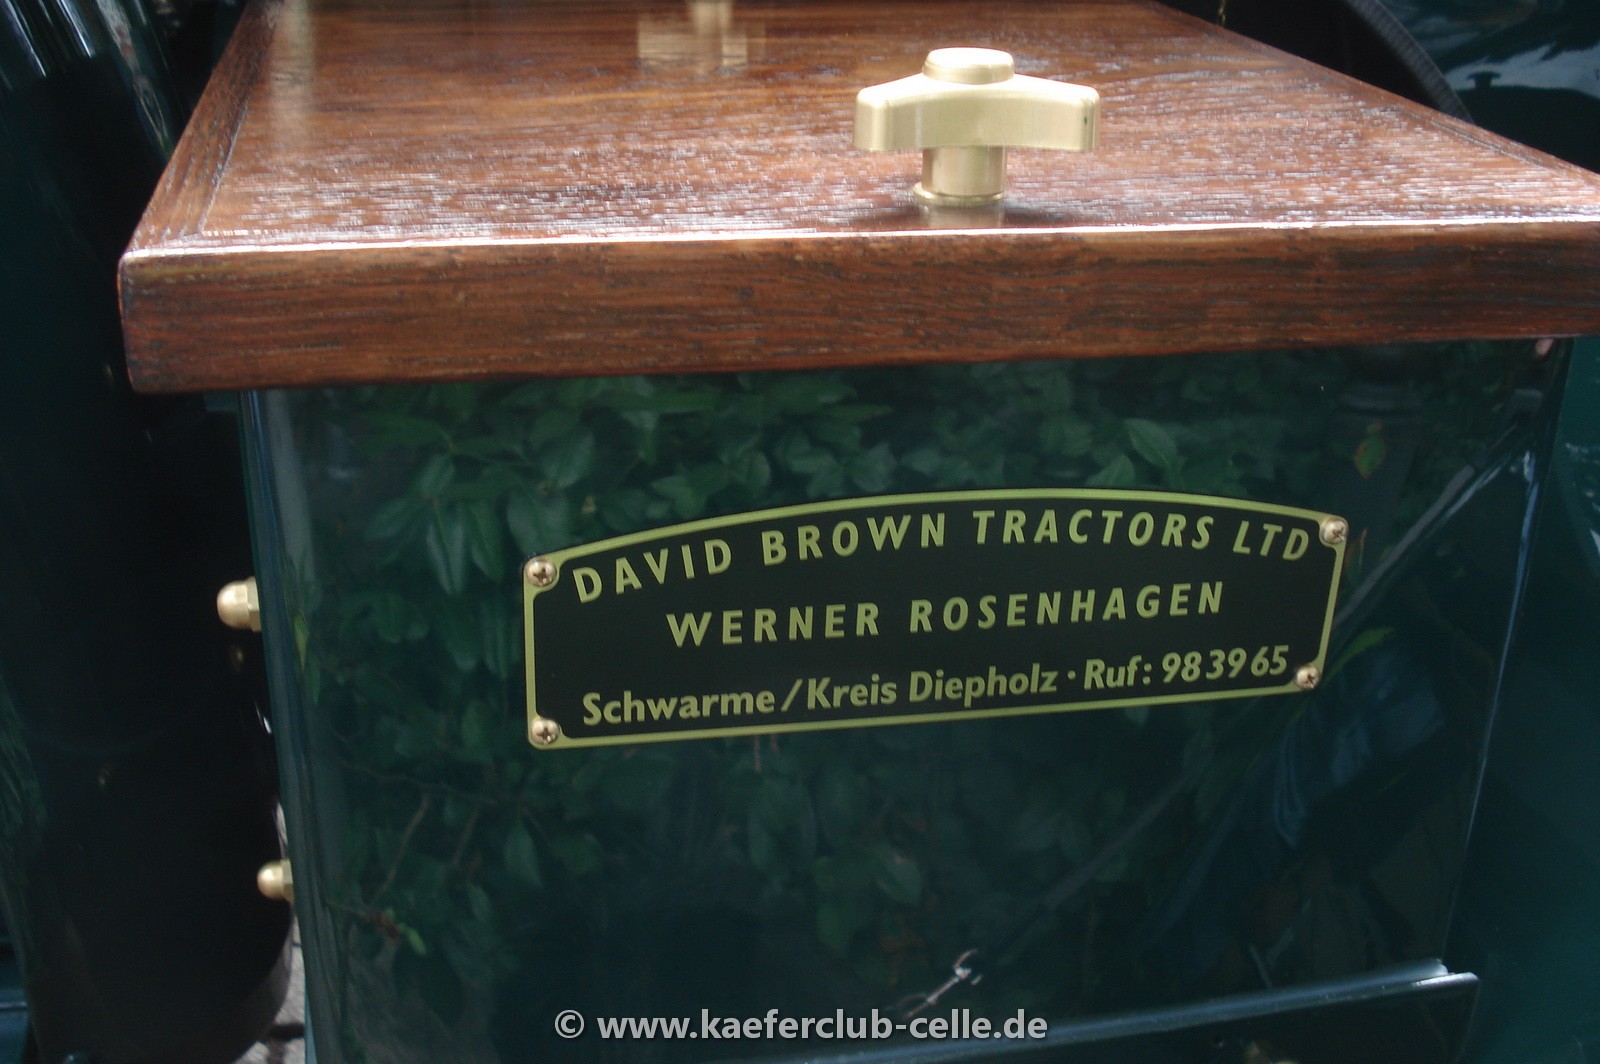 DAVID BROWN TRACTORS LTD
WERNER ROSENHAGEN
Schwarme/Kreis Diepholz · Ruf: 983965
© www.kaeferclub-celle.de